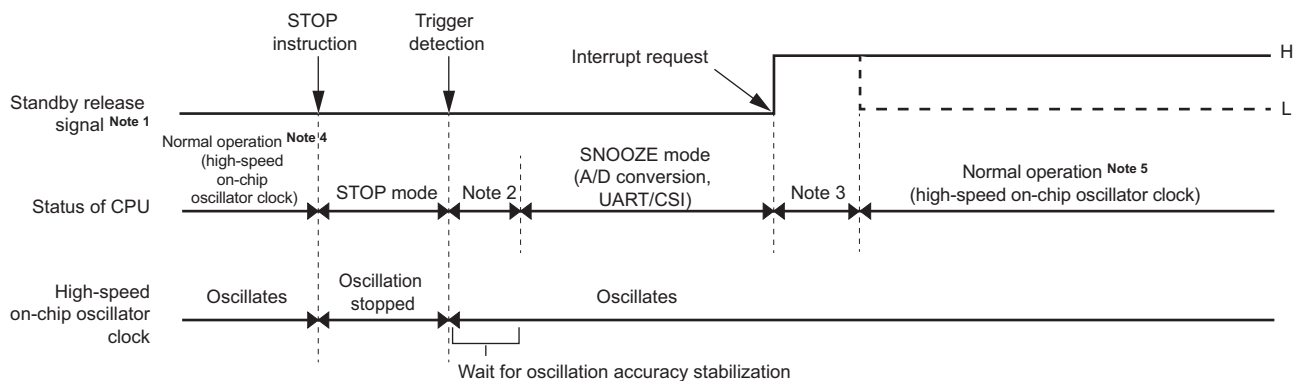 STOP
instruction
Trigger
detection
Interrupt request
H
Standby release
signal Note 1
L
Normal operation Note 4
(high-speed
on-chip
oscillator clock)
STOP mode
Note 2
SNOOZE mode
(A/D conversion,
UART/CSI)
Note 3
Normal operation Note 5
(high-speed on-chip oscillator clock)
Status of CPU
High-speed
on-chip oscillator
clock
Oscillates
Oscillation
stopped
Oscillates
Wait for oscillation accuracy stabilization